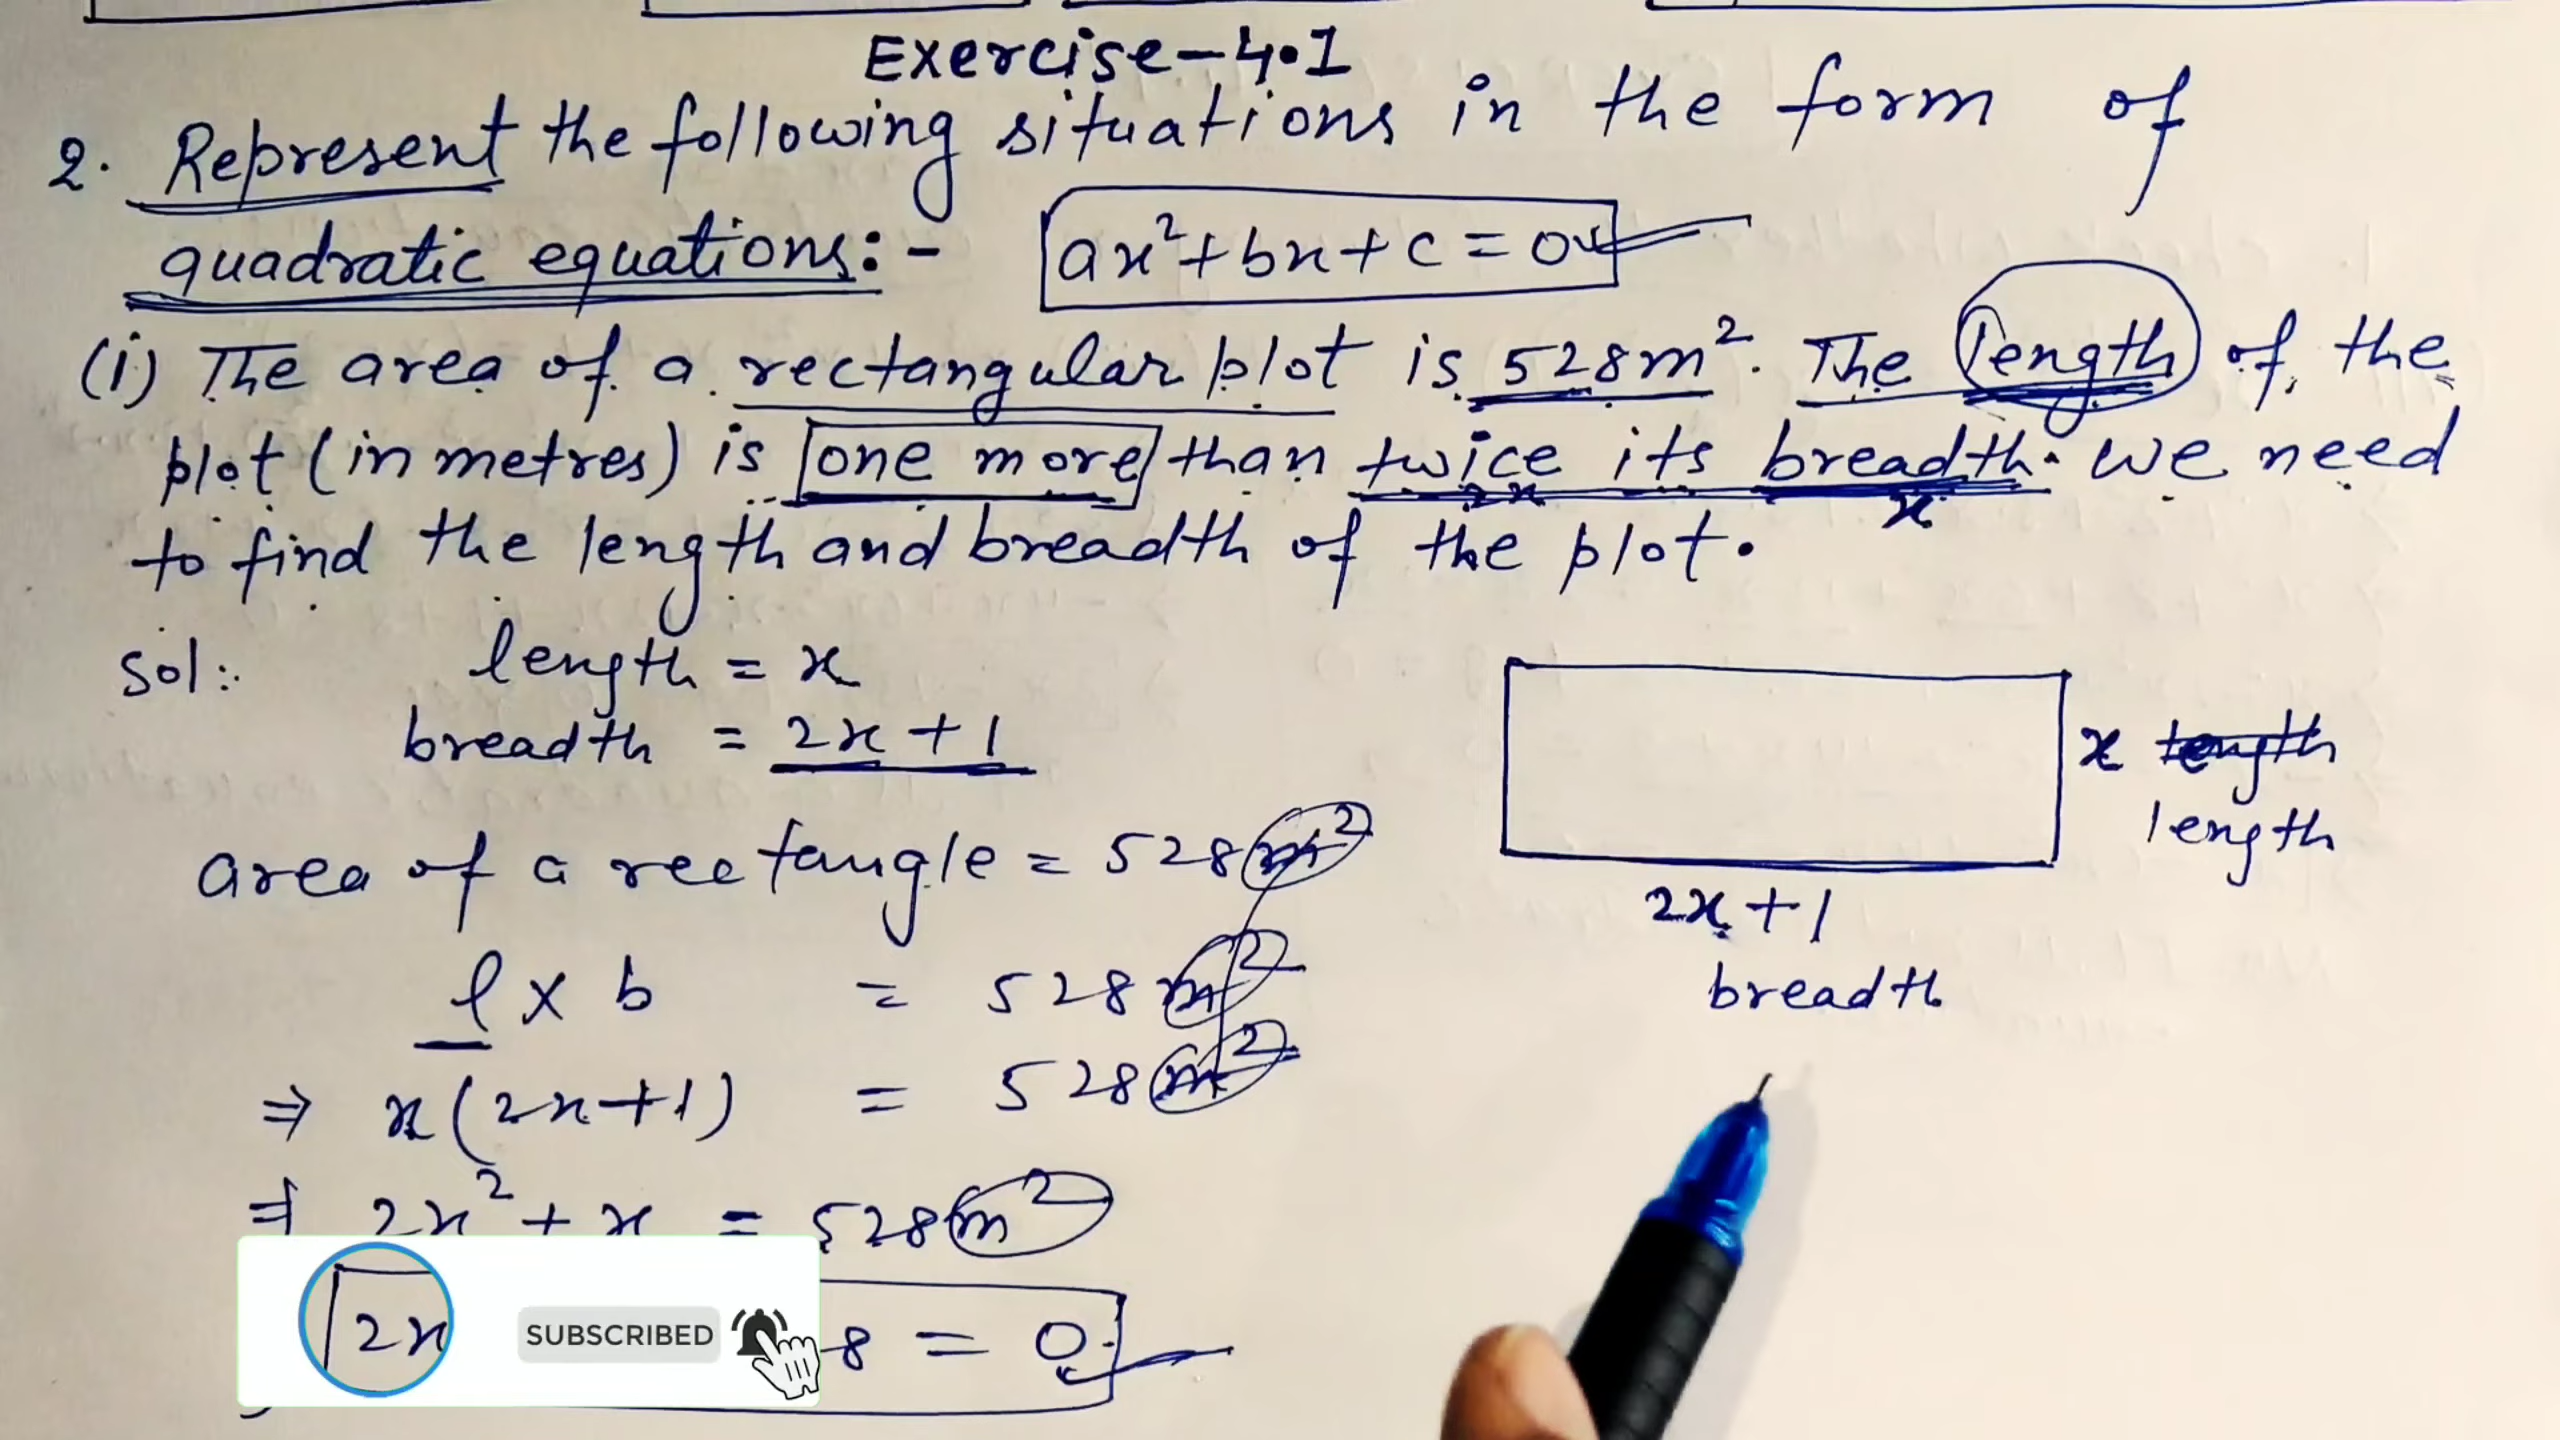 Exercise-4.1
2. Represent the following situations in the form of
quadratic equations:- ax²+bx+c=0
(i) The area of a rectangular plot is 528m². The length of the
plot (in metres) is one more than twice its breadth. we need
2x x
to find the length and breadth of the plot.
Sol:. length = x
breadth = 2x+1
x length
length
area of a rectangle = 528m²
2x+1
breadth
l x b = 528m²
⇒ x(2x+1) = 528m²
⇒ 2x²+x = 528m²
2x 8 = 0
SUBSCRIBED